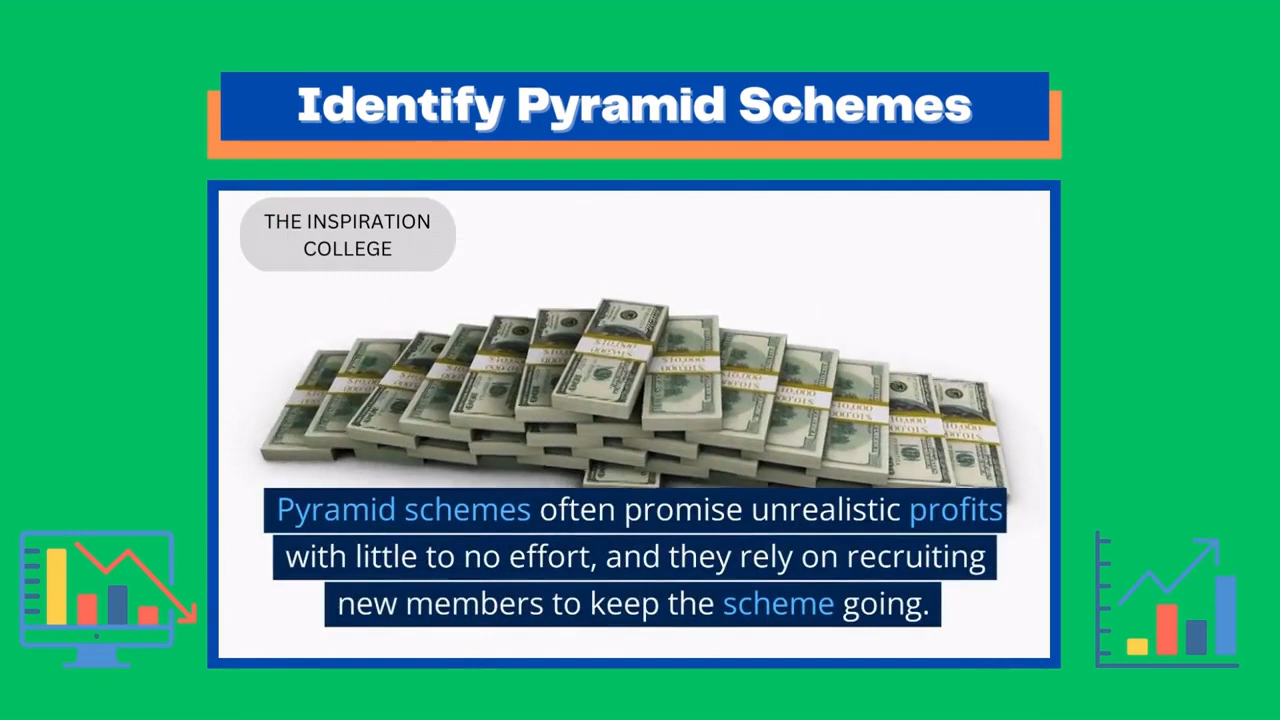 Identify Pyramid Schemes
THE INSPIRATION
COLLEGE
Pyramid schemes often promise unrealistic profits
with little to no effort, and they rely on recruiting
new members to keep the scheme going.